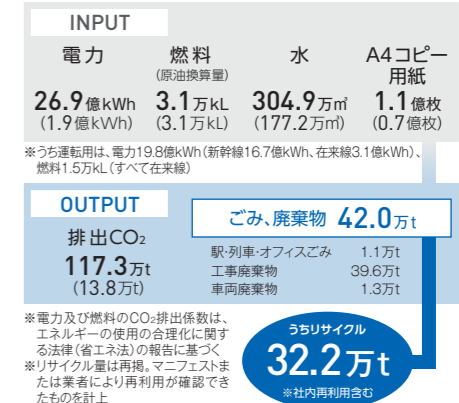 INPUT
電力 燃料 水 A4コピー
(原油換算量) 用紙
26.9億kWh 3.1万kL 304.9万㎥ 1.1億枚
(1.9億kWh) (3.1万kL) (177.2万㎥) (0.7億枚)
※うち運転用は、電力19.8億kWh(新幹線16.7億kWh、在来線3.1億kWh)、
燃料1.5万kL(すべて在来線)
OUTPUT
排出CO₂
117.3万t
(13.8万t)
ごみ、廃棄物 42.0万t
駅・列車・オフィスごみ 1.1万t
工事廃棄物 39.6万t
車両廃棄物 1.3万t
※電力及び燃料のCO₂排出係数は、
エネルギーの使用の合理化に関す
る法律(省エネ法)の報告に基づく
※リサイクル量は再掲。マニフェストま
たは業者により再利用が確認でき
たものを計上
うちリサイクル
32.2万t
※社内再利用含む